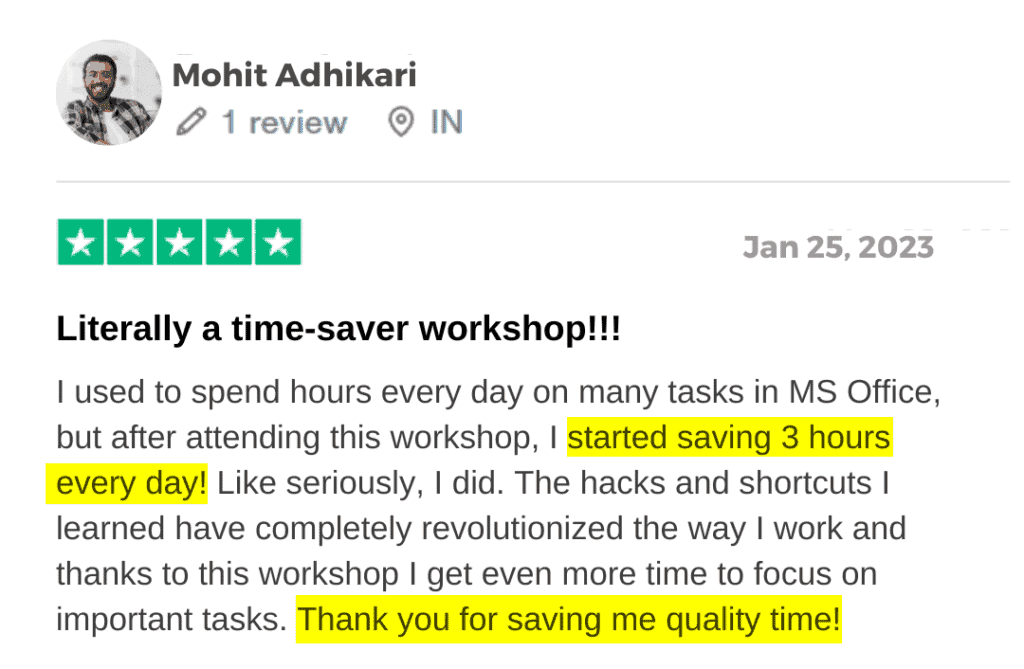 Mohit Adhikari
1 review IN
Jan 25, 2023
Literally a time-saver workshop!!!
I used to spend hours every day on many tasks in MS Office,
but after attending this workshop, I started saving 3 hours
every day! Like seriously, I did. The hacks and shortcuts I
learned have completely revolutionized the way I work and
thanks to this workshop I get even more time to focus on
important tasks. Thank you for saving me quality time!